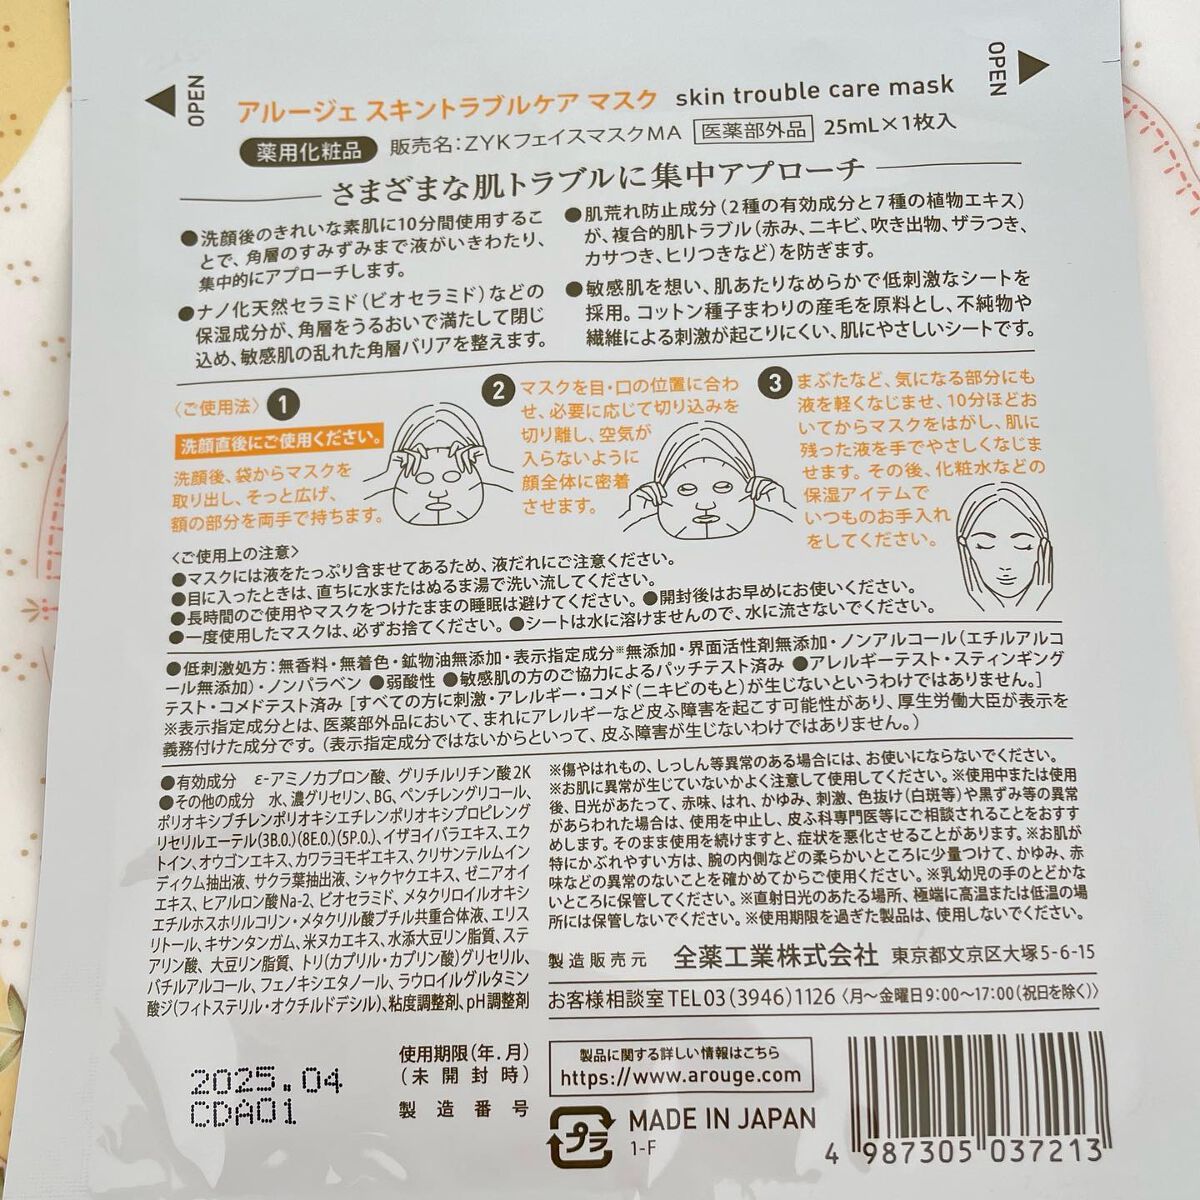 OPEN
OPEN
アルージェ スキントラブルケア マスク skin trouble care mask
薬用化粧品 販売名:ZYKフェイスマスクMA 医薬部外品 25mL×1枚入
さまざまな肌トラブルに集中アプローチ
●洗顔後のきれいな素肌に10分間使用するこ
とで、角層のすみずみまで液がいきわたり、
集中的にアプローチします。
●ナノ化天然セラミド(ビオセラミド)などの
保湿成分が、角層をうるおいで満たして閉じ
込め、敏感肌の乱れた角層バリアを整えます。
●肌荒れ防止成分(2種の有効成分と7種の植物エキス)
が、複合的肌トラブル(赤み、ニキビ、吹き出物、ザラつき、
カサつき、ヒリつきなど)を防ぎます。
●敏感肌を想い、肌あたりなめらかで低刺激なシートを
採用。コットン種子まわりの産毛を原料とし、不純物や
繊維による刺激が起こりにくい、肌にやさしいシートです。
〈ご使用法〉 1
洗顔直後にご使用ください。
洗顔後、袋からマスクを
取り出し、そっと広げ、
額の部分を両手で持ちます。
2 マスクを目・口の位置に合わ
せ、必要に応じて切り込みを
切り離し、空気が
入らないように
顔全体に密着
させます。
3 まぶたなど、気になる部分にも
液を軽くなじませ、10分ほどお
いてからマスクをはがし、肌に
残った液を手でやさしくなじま
せます。その後、化粧水などの
保湿アイテムで
いつものお手入れ
をしてください。
〈ご使用上の注意〉
●マスクには液をたっぷり含ませてあるため、液だれにご注意ください。
●目に入ったときは、直ちに水またはぬるま湯で洗い流してください。
●長時間のご使用やマスクをつけたままの睡眠は避けてください。●開封後はお早めにお使いください。
●一度使用したマスクは、必ずお捨てください。●シートは水に溶けませんので、水に流さないでください。
●低刺激処方:無香料・無着色・鉱物油無添加・表示指定成分※無添加・界面活性剤無添加・ノンアルコール(エチルアルコ
ール無添加)・ノンパラベン ●弱酸性 ●敏感肌の方のご協力によるパッチテスト済み ●アレルギーテスト・スティンギング
テスト・コメドテスト済み [すべての方に刺激・アレルギー・コメド(ニキビのもと)が生じないというわけではありません。]
※表示指定成分とは、医薬部外品において、まれにアレルギーなど皮ふ障害を起こす可能性があり、厚生労働大臣が表示を
義務付けた成分です。(表示指定成分ではないからといって、皮ふ障害が生じないわけではありません。)
●有効成分 ε-アミノカプロン酸、グリチルリチン酸2K
●その他の成分 水、濃グリセリン、BG、ペンチレングリコール、
ポリオキシブチレンポリオキシエチレンポリオキシプロピレング
リセリルエーテル(3B.O.)(8E.O.)(5P.O.)、イザヨイバラエキス、エク
トイン、オウゴンエキス、カワラヨモギエキス、クリサンテルムイン
ディクム抽出液、サクラ葉抽出液、シャクヤクエキス、ゼニアオイ
エキス、ヒアルロン酸Na-2、ビオセラミド、メタクリロイルオキシ
エチルホスホリルコリン・メタクリル酸ブチル共重合体液、エリス
リトール、キサンタンガム、米ヌカエキス、水添大豆リン脂質、ステ
アリン酸、大豆リン脂質、トリ(カプリル・カプリン酸)グリセリル、
バチルアルコール、フェノキシエタノール、ラウロイルグルタミン
酸ジ(フィトステリル・オクチルドデシル)、粘度調整剤、pH調整剤
※傷やはれもの、しっしん等異常のある場合には、お使いにならないでください。
※お肌に異常が生じていないかよく注意して使用してください。※使用中または使用
後、日光があたって、赤味、はれ、かゆみ、刺激、色抜け(白斑等)や黒ずみ等の異常
があらわれた場合は、使用を中止し、皮ふ科専門医等にご相談されることをおすす
めします。そのまま使用を続けますと、症状を悪化させることがあります。※お肌が
特にかぶれやすい方は、腕の内側などの柔らかいところに少量つけて、かゆみ、赤
味などの異常のないことを確かめてからご使用ください。※乳幼児の手のとどかな
いところに保管してください。※直射日光のあたる場所、極端に高温または低温の場
所には保管しないでください。※使用期限を過ぎた製品は、使用しないでください。
製造販売元 全薬工業株式会社 東京都文京区大塚5-6-15
お客様相談室TEL03(3946)1126〈月～金曜日9:00～17:00(祝日を除く)〉
2025.04
CDA01
使用期限(年.月)
(未開封時)
製造番号
製品に関する詳しい情報はこちら
https://www.arouge.com
プラ
MADE IN JAPAN
1-F
4 987305 037213